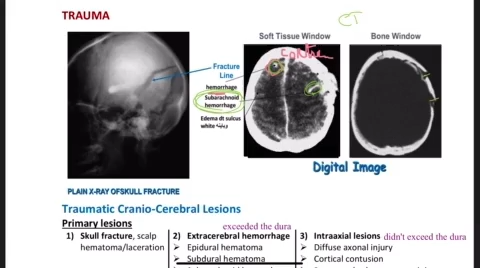 TRAUMA
CT
Soft Tissue Window
Bone Window
Contre
Fracture
Line
hemorrhage
Subarachnoid
hemorrhage
Edema dt sulcus
white
Digital Image
PLAIN X-RAY OFSKULL FRACTURE
Traumatic Cranio-Cerebral Lesions
exceeded the dura
Primary lesions
1) Skull fracture, scalp
hematoma/laceration
2) Extracerebral hemorrhage
➤ Epidural hematoma
➤ Subdural hematoma
3) Intraaxial lesions didn't exceed the dura
➤ Diffuse axonal injury
➤ Cortical contusion